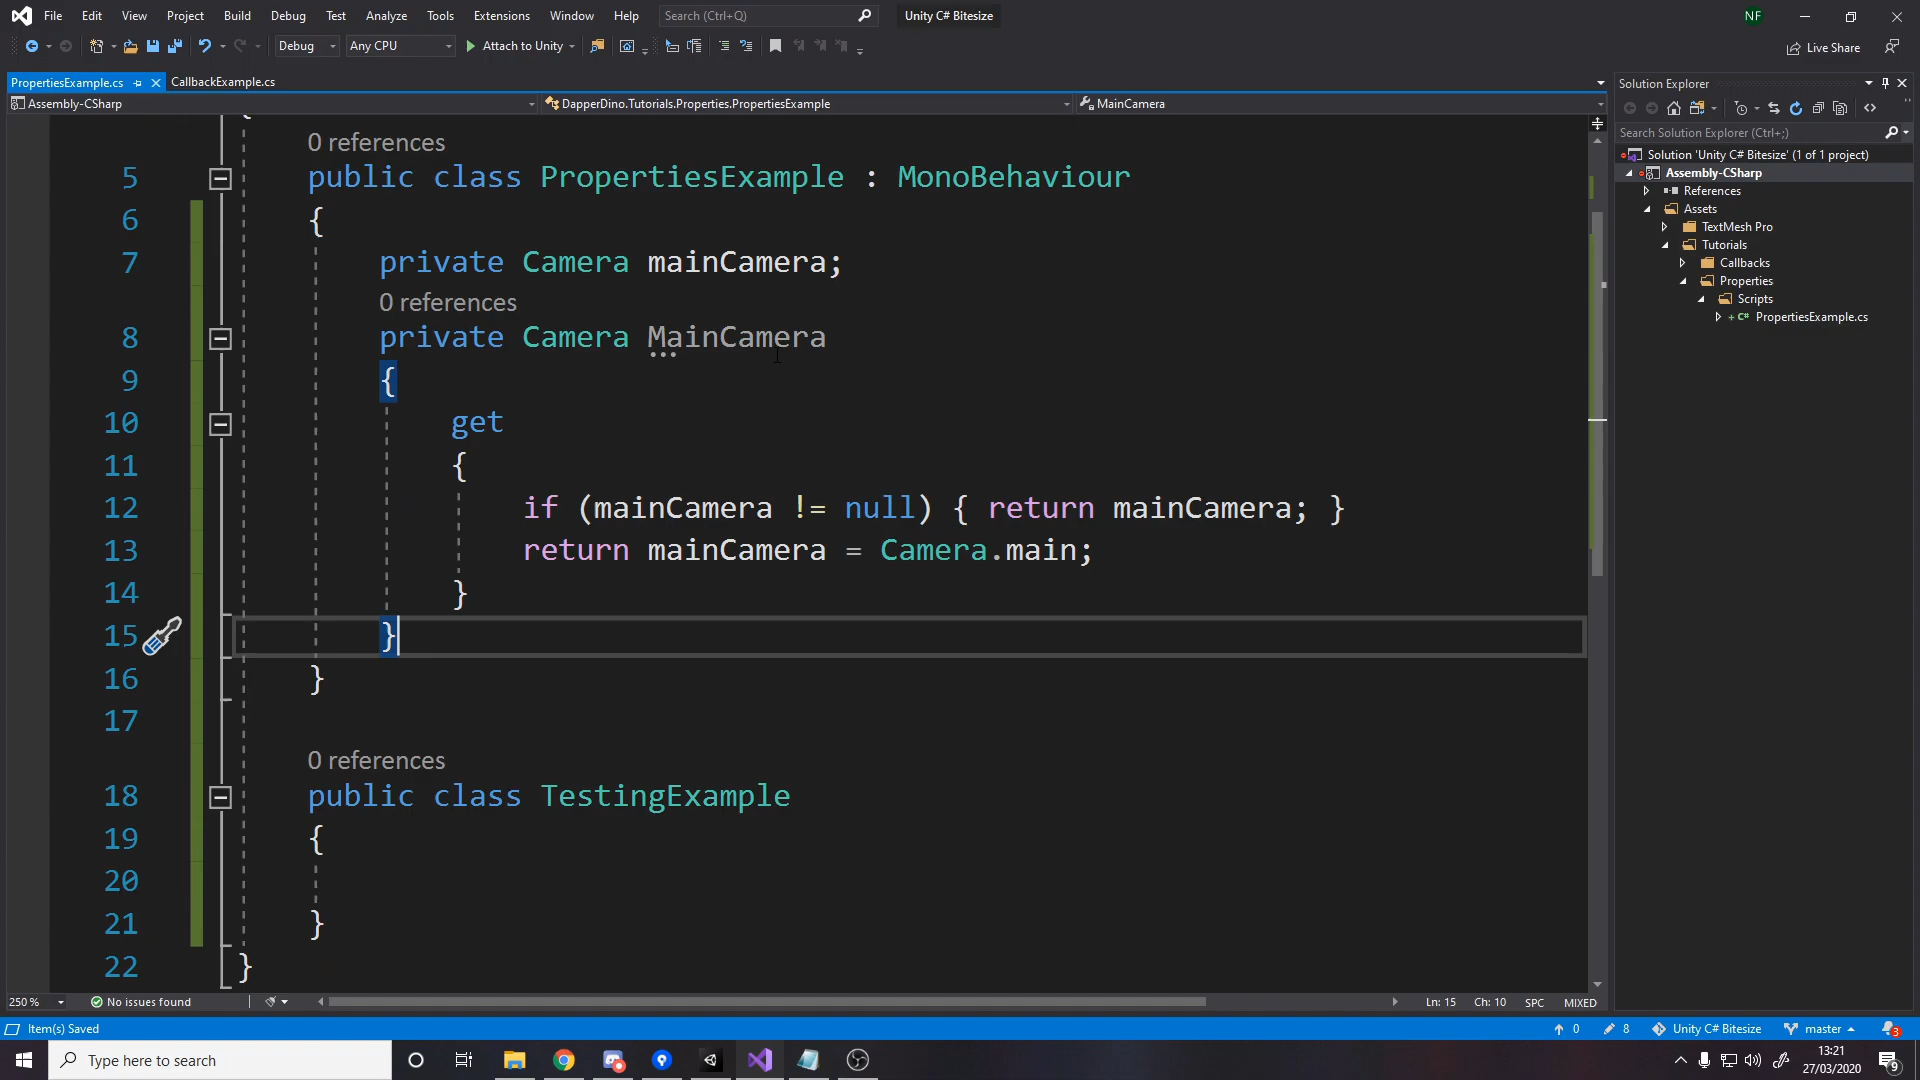 File Edit View Project Build Debug Test Analyze Tools Extensions Window Help Search (Ctrl+Q) Unity C# Bitesize NF
Debug Any CPU Attach to Unity Live Share
PropertiesExample.cs CallbackExample.cs
Assembly-CSharp DapperDino.Tutorials.Properties.PropertiesExample MainCamera
0 references
5 public class PropertiesExample : MonoBehaviour
6 {
7 private Camera mainCamera;
0 references
8 private Camera MainCamera
9 {
10 get
11 {
12 if (mainCamera != null) { return mainCamera; }
13 return mainCamera = Camera.main;
14 }
15 }
16 }
17
0 references
18 public class TestingExample
19 {
20
21 }
22 }
250 % No issues found Ln: 15 Ch: 10 SPC MIXED
Solution Explorer
Search Solution Explorer (Ctrl+;)
Solution 'Unity C# Bitesize' (1 of 1 project)
Assembly-CSharp
References
Assets
TextMesh Pro
Tutorials
Callbacks
Properties
Scripts
C# PropertiesExample.cs
Item(s) Saved 0 8 Unity C# Bitesize master 3
Type here to search
13:21
27/03/2020
9